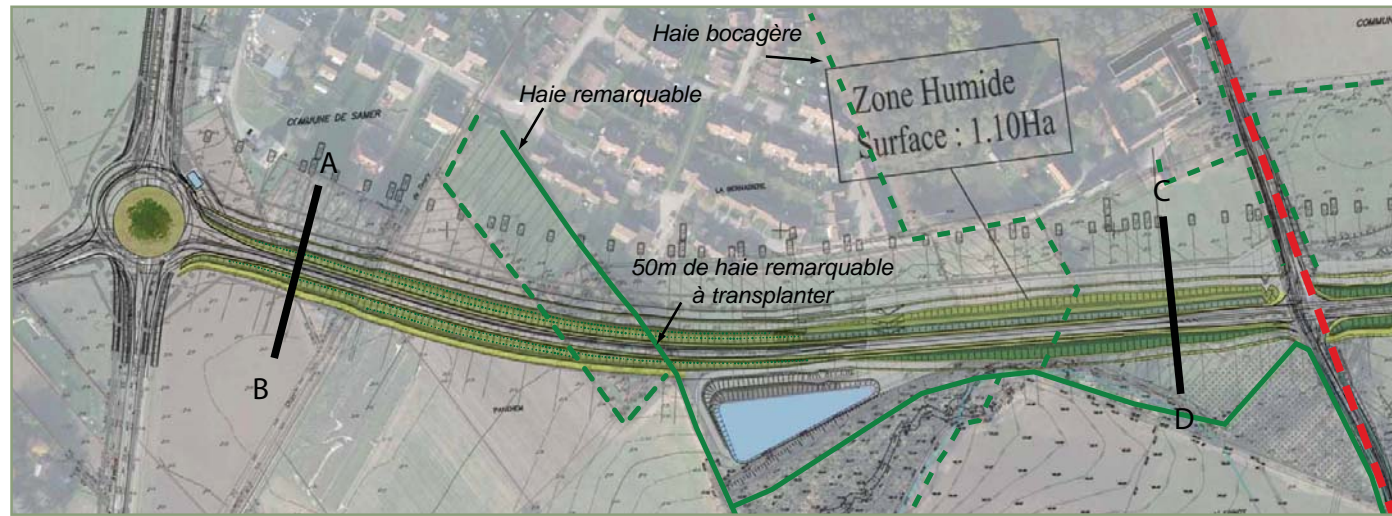 Haie bocagère
Zone Humide
Surface : 1.10Ha
Haie remarquable
COMMUNE DE SAMER
A
C
50m de haie remarquable
à transplanter
B
D